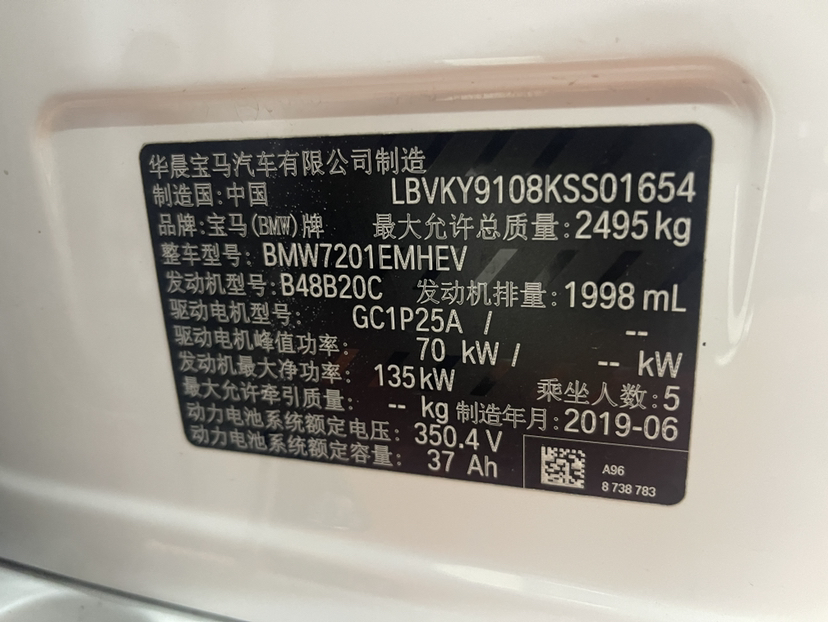 华晨宝马汽车有限公司制造
制造国:中国 LBVKY9108KSS01654
品牌:宝马(BMW)牌 最大允许总质量:2495kg
整车型号:BMW7201EMHEV
发动机型号:B48B20C 发动机排量:1998 mL
驱动电机型号: GC1P25A / --
驱动电机峰值功率: 70 kW / -- kW
发动机最大净功率: 135kW 乘坐人数:5
最大允许牵引质量: -- kg 制造年月:2019-06
动力电池系统额定电压: 350.4 V
动力电池系统额定容量: 37 Ah
A96
8 738 783